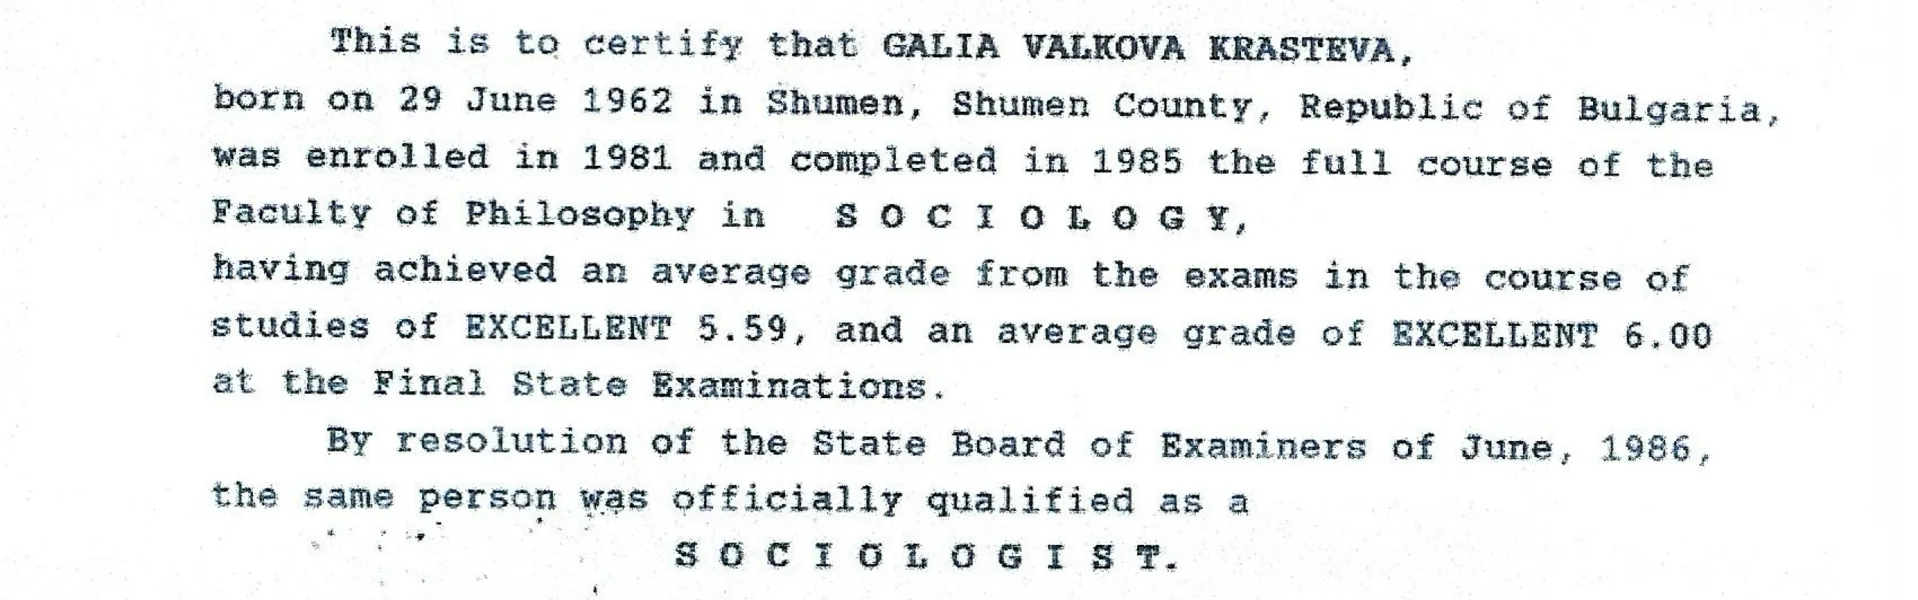 This is to certify that GALIA VALKOVA KRASTEVA,
born on 29 June 1962 in Shumen, Shumen County, Republic of Bulgaria,
was enrolled in 1981 and completed in 1985 the full course of the
Faculty of Philosophy in S O C I O L O G Y,
having achieved an average grade from the exams in the course of
studies of EXCELLENT 5.59, and an average grade of EXCELLENT 6.00
at the Final State Examinations.
By resolution of the State Board of Examiners of June, 1986,
the same person was officially qualified as a
S O C I O L O G I S T.